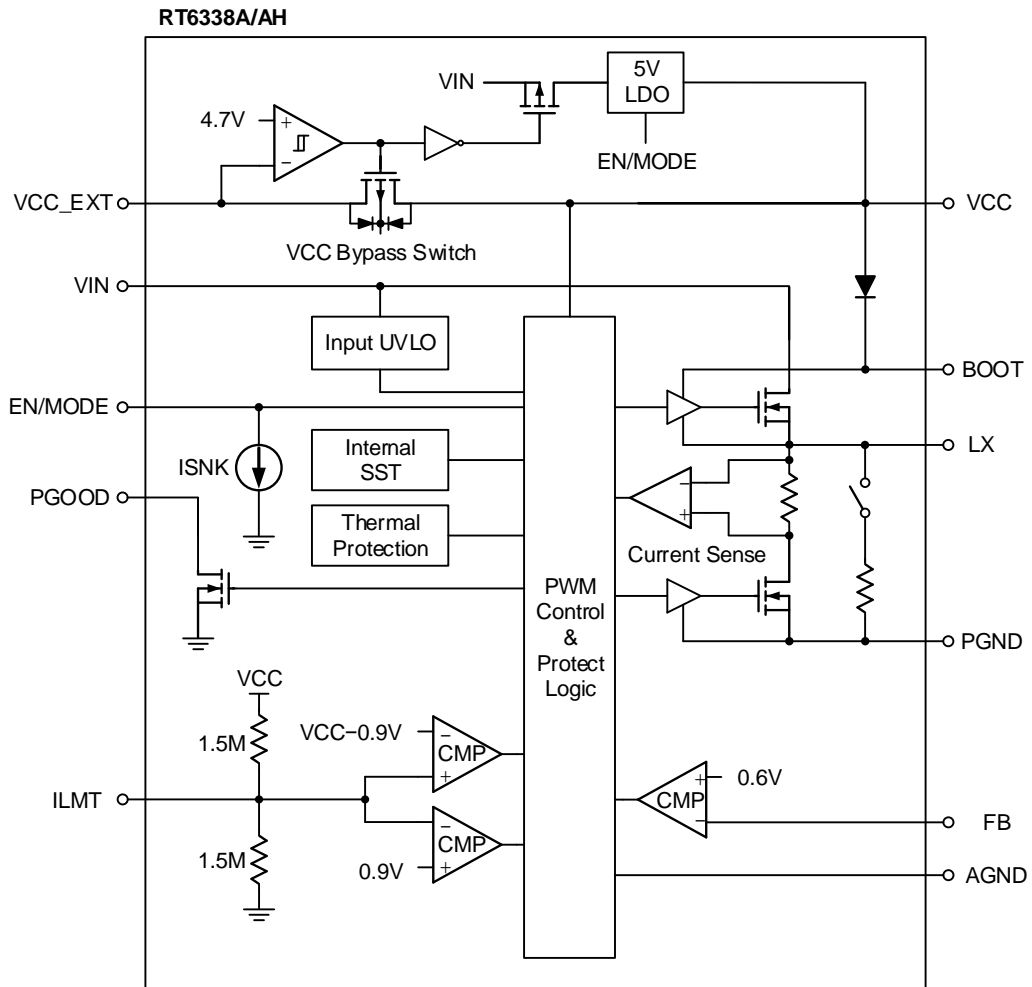 RT6338A/AH
VIN
5V
LDO
4.7V
+
−
EN/MODE
VCC_EXT
VCC
VCC Bypass Switch
VIN
Input UVLO
BOOT
EN/MODE
LX
ISNK
Internal
SST
−
+
PGOOD
Thermal
Protection
Current Sense
PWM
Control
&
Protect
Logic
PGND
VCC
1.5M
VCC−0.9V
−
CMP
+
0.6V
+
CMP
−
ILMT
−
CMP
+
FB
1.5M
0.9V
AGND